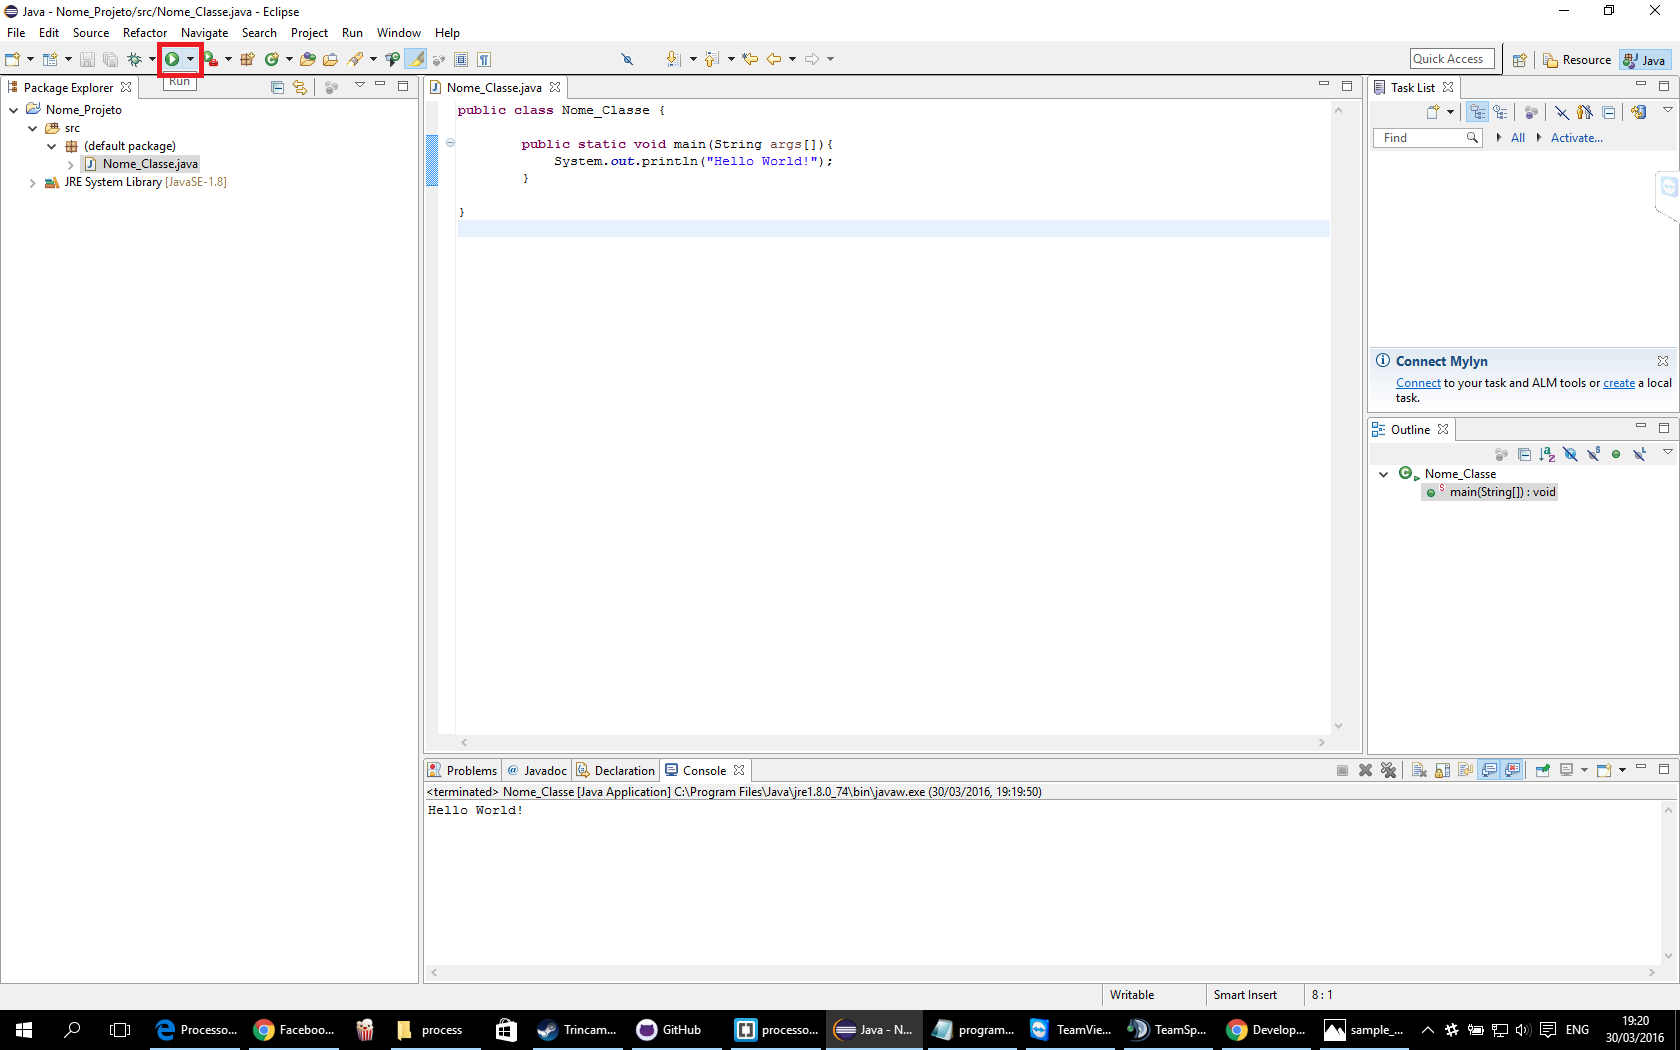 Java - Nome_Projeto/src/Nome_Classe.java - Eclipse
File Edit Source Refactor Navigate Search Project Run Window Help
Quick Access Resource Java
Run
Package Explorer
Nome_Projeto
src
(default package)
Nome_Classe.java
JRE System Library [JavaSE-1.8]
Nome_Classe.java
public class Nome_Classe {
public static void main(String args[]){
System.out.println("Hello World!");
}
}
Task List
Find All Activate...
Connect Mylyn
Connect to your task and ALM tools or create a local
task.
Outline
Nome_Classe
main(String[]) : void
Problems @ Javadoc Declaration Console
<terminated> Nome_Classe [Java Application] C:\Program Files\Java\jre1.8.0_74\bin\javaw.exe (30/03/2016, 19:19:50)
Hello World!
Writable Smart Insert 8 : 1
Processo... Faceboo... process Trincam... GitHub processo... Java - N... program... TeamVie... TeamSp... Develop... sample_... ENG
19:20
30/03/2016